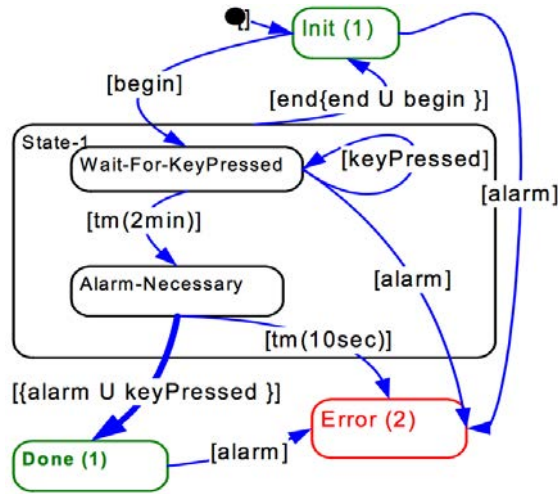 []
Init (1)
[begin]
[end{end U begin }]
State-1
Wait-For-KeyPressed
[keyPressed]
[alarm]
[tm(2min)]
[alarm]
Alarm-Necessary
[tm(10sec)]
[{alarm U keyPressed }]
Error (2)
Done (1)
[alarm]